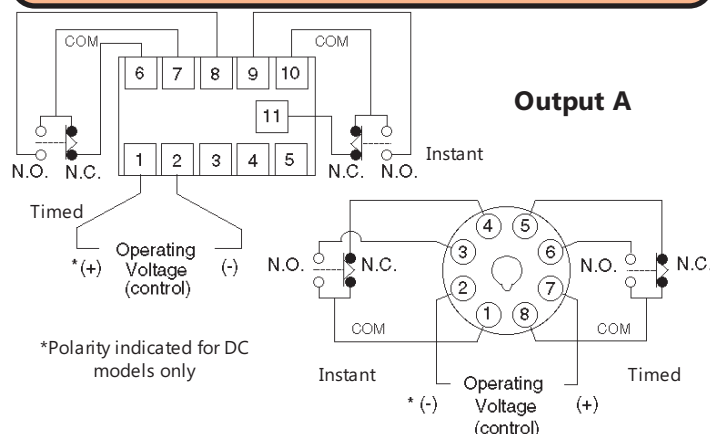 COM
COM
6 7 8 9 10
11
Output A
1 2 3 4 5
N.O. N.C.
N.C. N.O.
Instant
Timed
*(+) Operating Voltage (control) (-)
4 5
3 6
2 7
1 8
N.O. N.C.
N.O. N.C.
COM
COM
*Polarity indicated for DC
models only
Instant
Timed
* (-) Operating Voltage (control) (+)